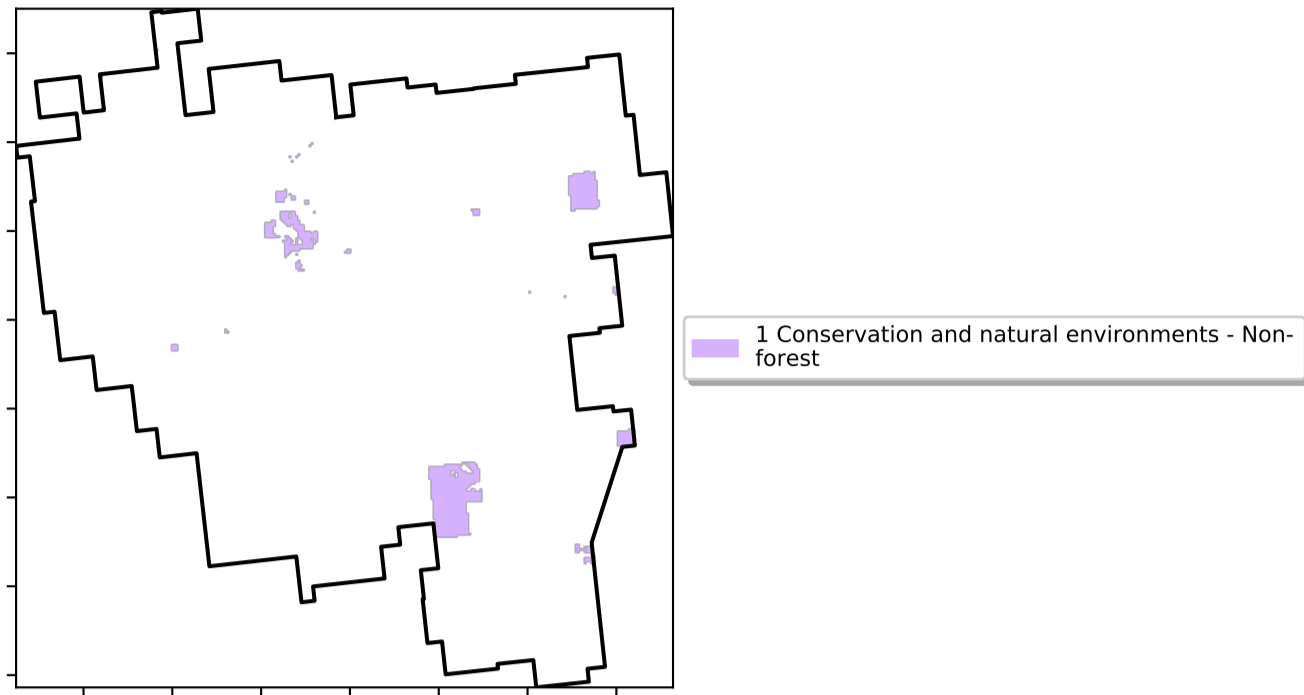 1 Conservation and natural environments - Non-
forest